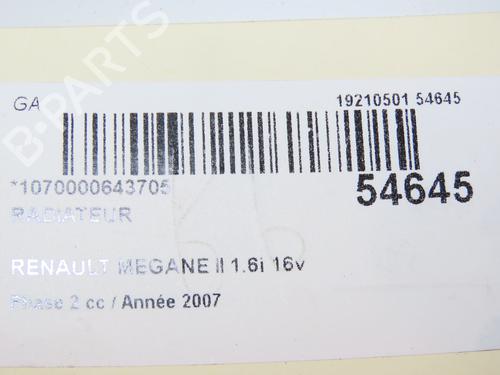 GA
19210501 54645
*1070000643705
54645
RADIATEUR
RENAULT MEGANE II 1.6i 16v
Phase 2 cc / Année 2007
B-PARTS